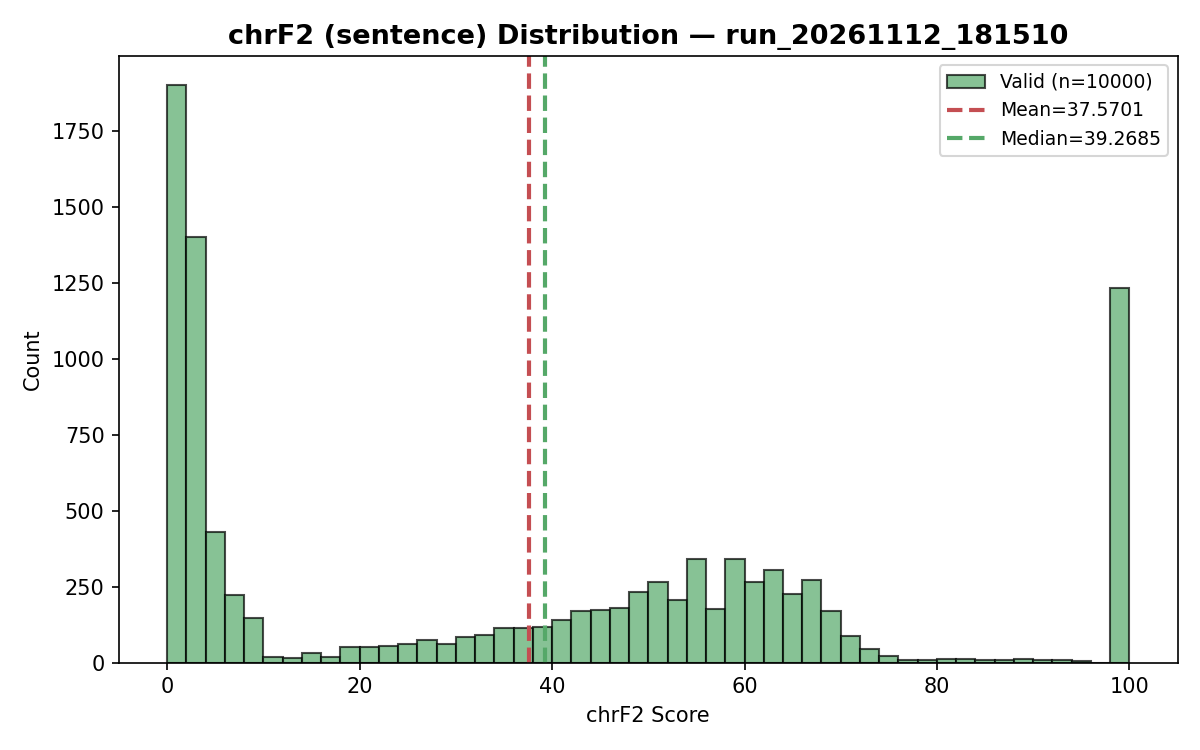 chrF2 (sentence) Distribution — run_20261112_181510
Valid (n=10000)
Mean=37.5701
Median=39.2685
Count
1750
1500
1250
1000
750
500
250
0
0 20 40 60 80 100
chrF2 Score